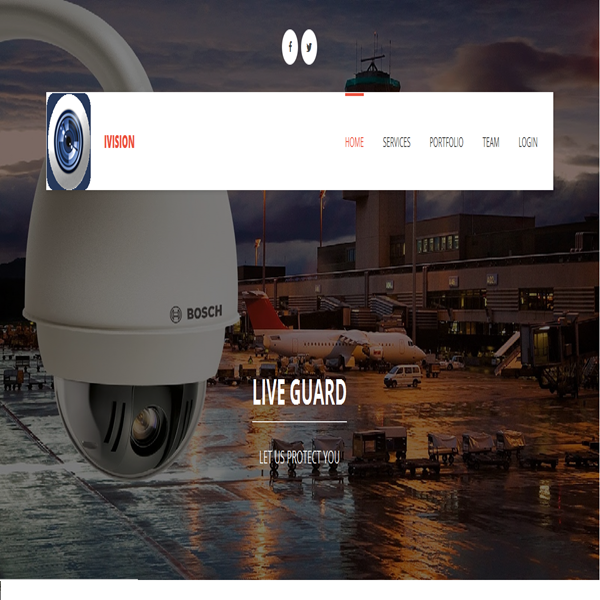 IVISION
HOME SERVICES PORTFOLIO TEAM LOGIN
BOSCH
LIVE GUARD
LET US PROTECT YOU